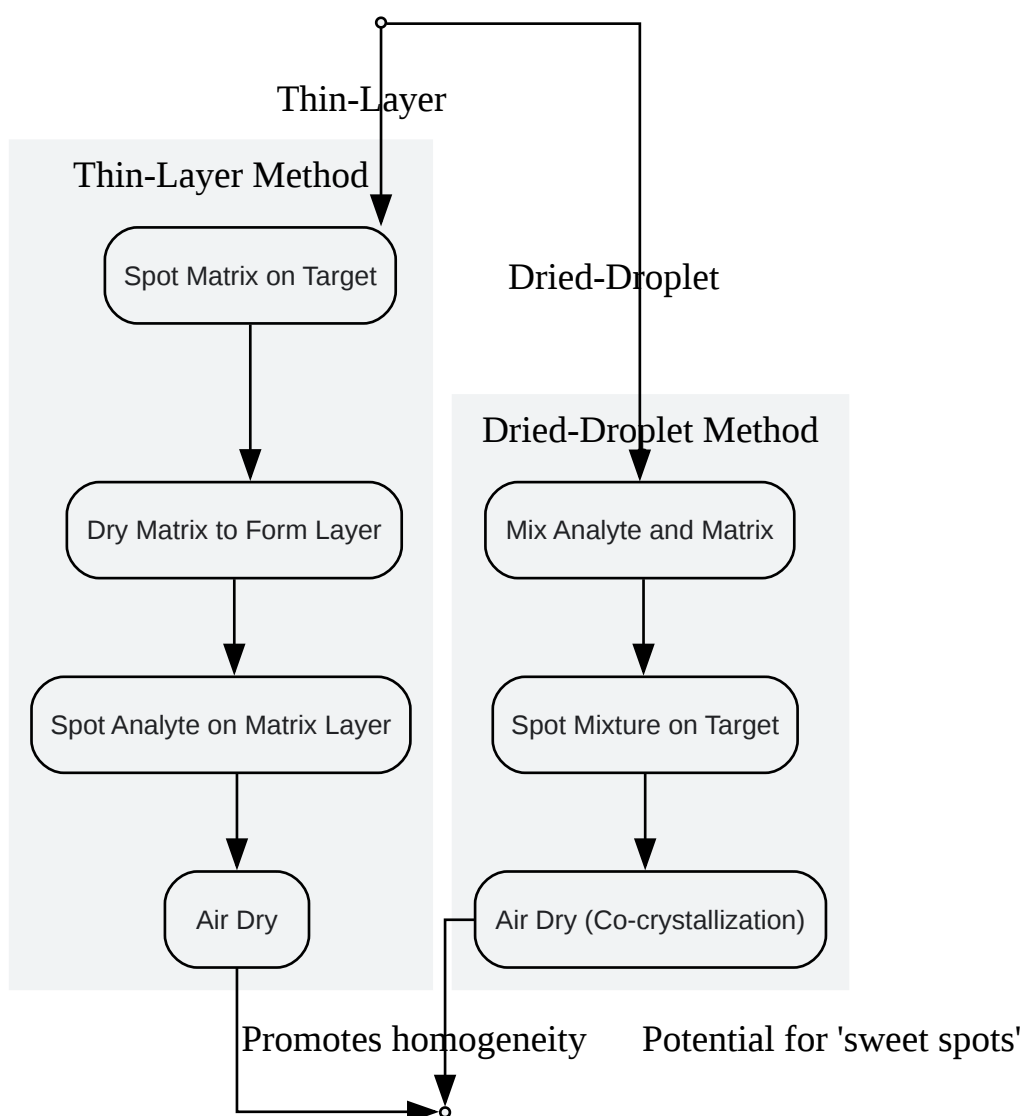 Thin-Layer
Thin-Layer Method
Spot Matrix on Target
Dried-Droplet
Dried-Droplet Method
Dry Matrix to Form Layer
Mix Analyte and Matrix
Spot Analyte on Matrix Layer
Spot Mixture on Target
Air Dry
Air Dry (Co-crystallization)
Promotes homogeneity
Potential for 'sweet spots'